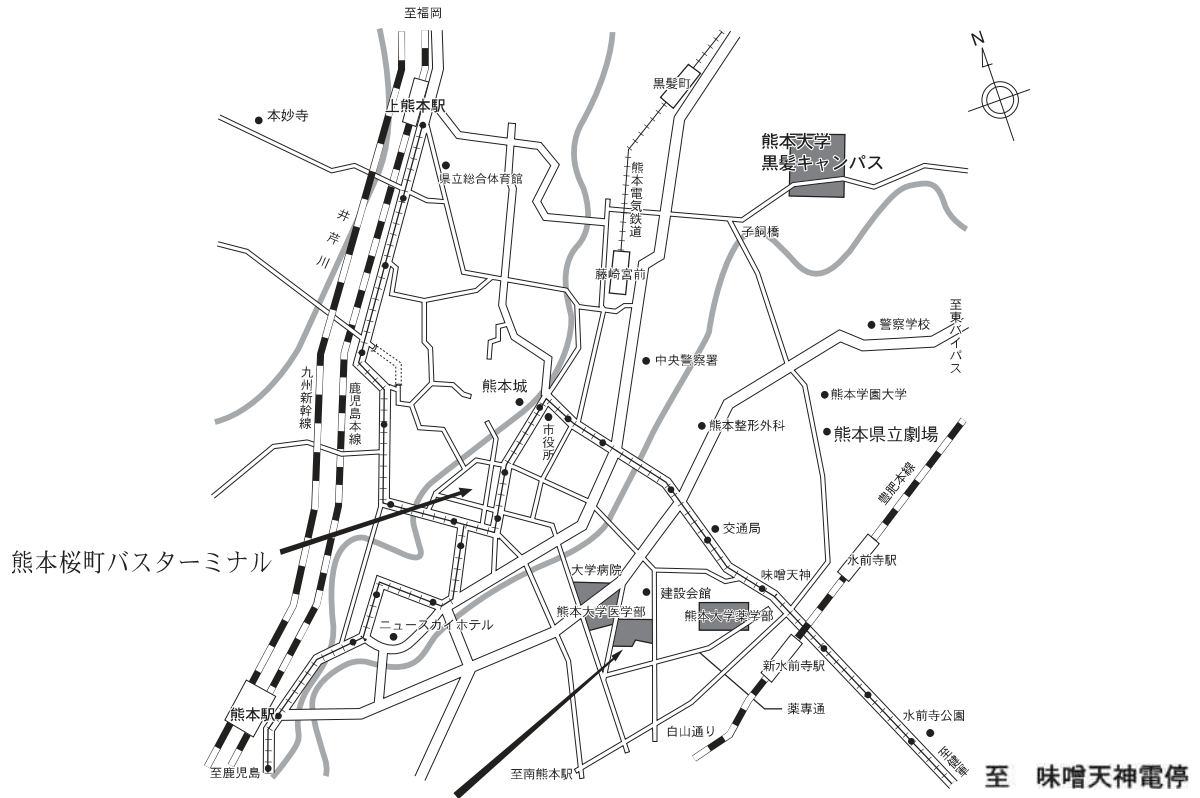 至福岡
N
黒髪町
上熊本駅
本妙寺
熊本大学
黒髪キャンパス
県立総合体育館
熊本電気鉄道
井芹川
子飼橋
藤崎宮前
至東バイパス
警察学校
中央警察署
九州新幹線
鹿児島本線
熊本城
熊本学園大学
市役所
熊本整形外科
熊本県立劇場
豊肥本線
交通局
熊本桜町バスターミナル
水前寺駅
大学病院
味噌天神
建設会館
熊本大学医学部
熊本大学薬学部
ニュースカイホテル
新水前寺駅
熊本駅
薬専通
水前寺公園
白山通り
至健軍
至鹿児島
至南熊本駅
至 味噌天神電停